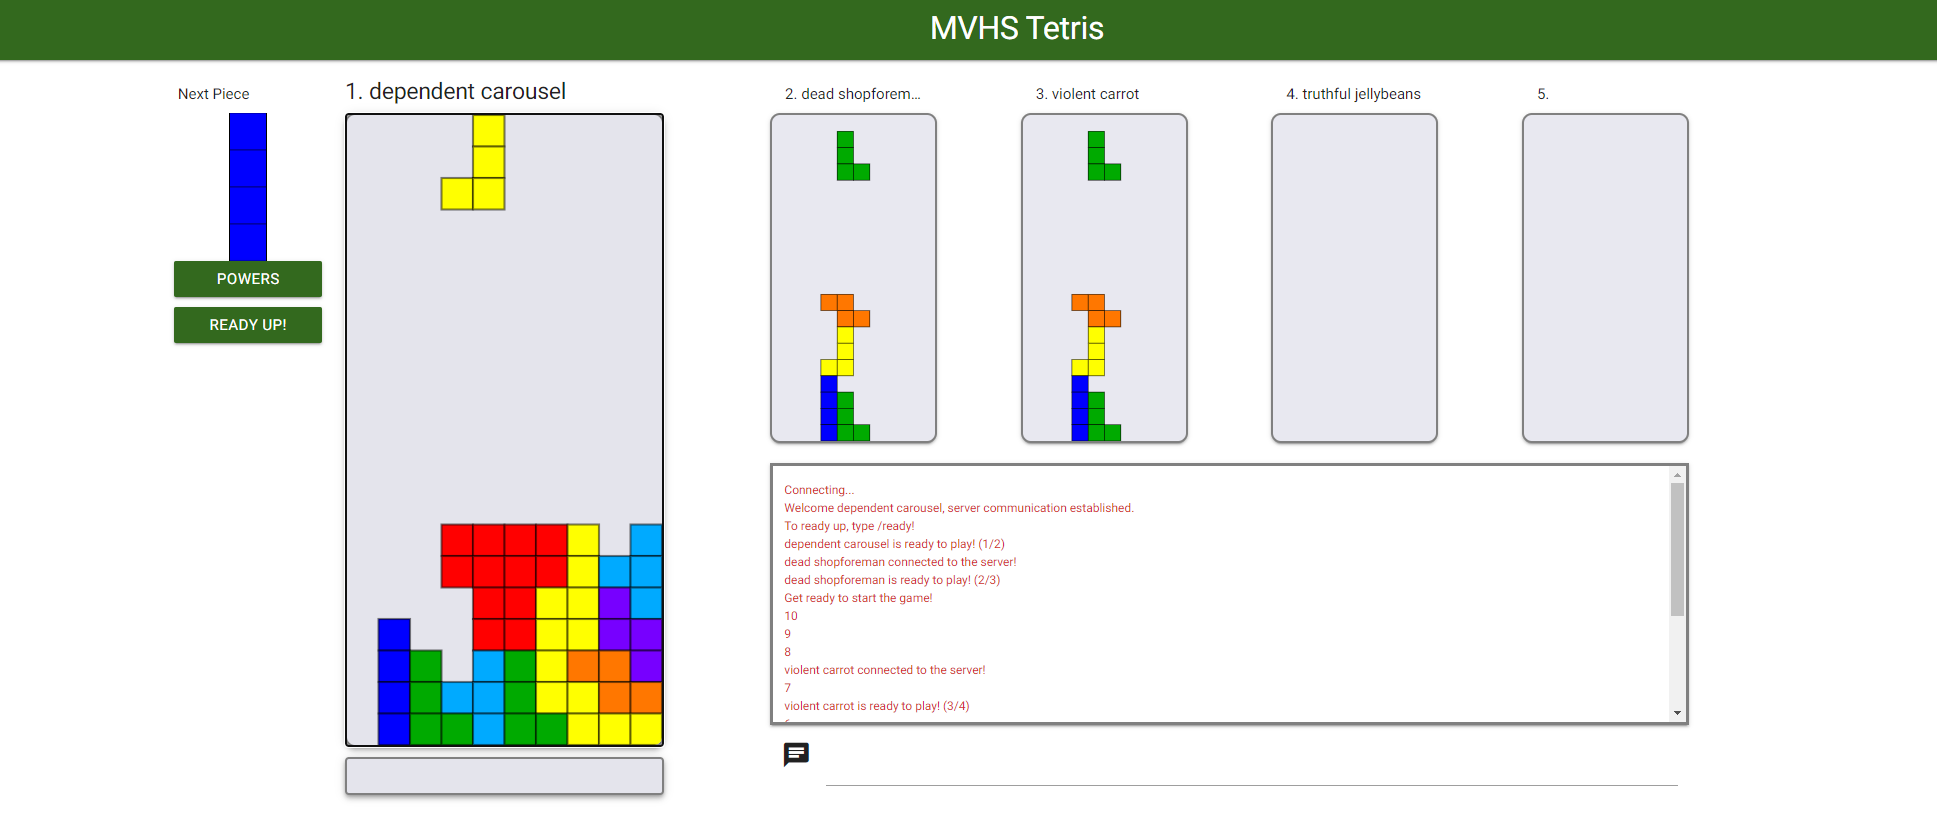 MVHS Tetris
Next Piece
POWERS
READY UP!
1. dependent carousel
2. dead shopforem...
3. violent carrot
4. truthful jellybeans
5.
Connecting...
Welcome dependent carousel, server communication established.
To ready up, type /ready!
dependent carousel is ready to play! (1/2)
dead shopforeman connected to the server!
dead shopforeman is ready to play! (2/3)
Get ready to start the game!
10
9
8
violent carrot connected to the server!
7
violent carrot is ready to play! (3/4)